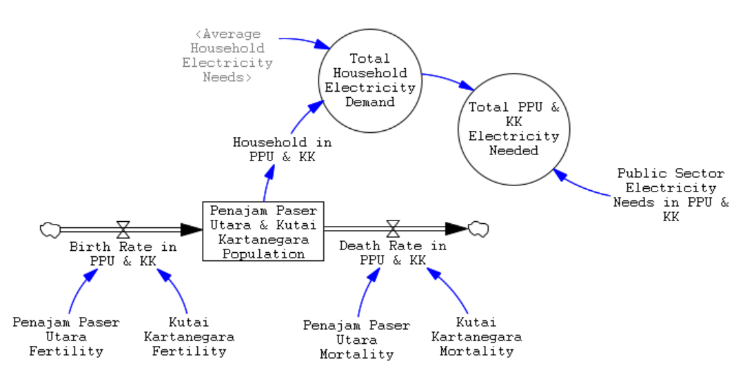 <Average
Household
Electricity
Needs>
Total
Household
Electricity
Demand
Total PPU &
KK
Electricity
Needed
Household in
PPU & KK
Public Sector
Electricity
Needs in PPU &
KK
Penajam Paser
Utara & Kutai
Kartanegara
Population
Birth Rate in
PPU & KK
Death Rate in
PPU & KK
Penajam Paser
Utara
Fertility
Kutai
Kartanegara
Fertility
Penajam Paser
Utara
Mortality
Kutai
Kartanegara
Mortality